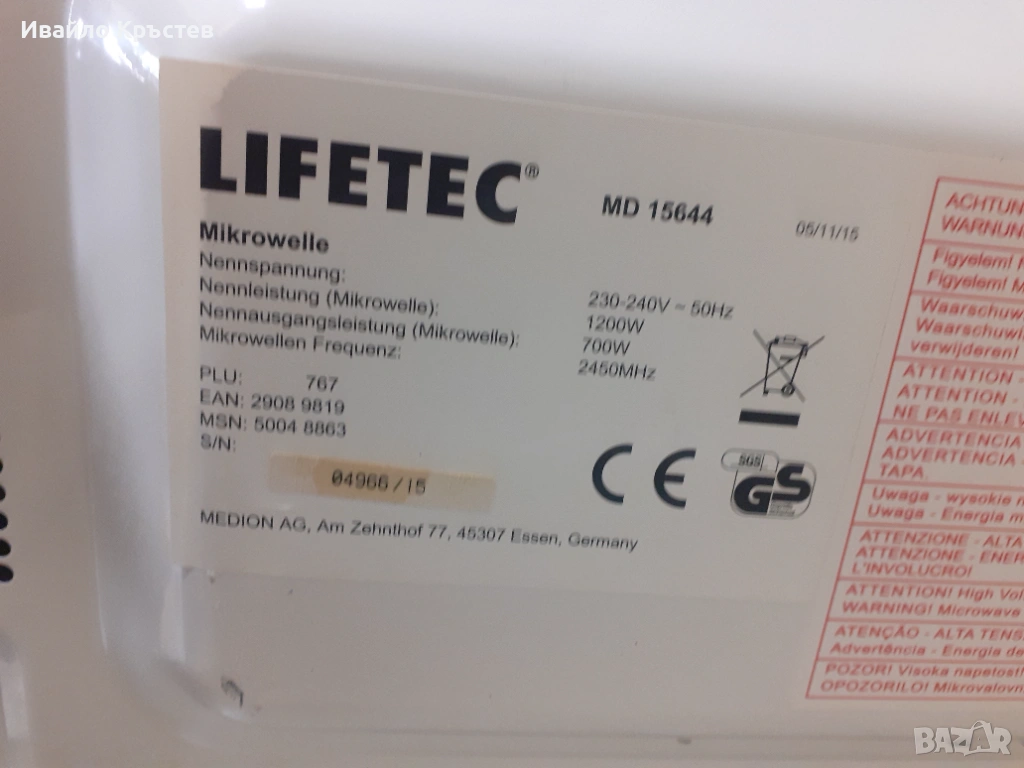 Ивайло Кръстев
LIFETEC®
MD 15644
05/11/15
Mikrowelle
Nennspannung: 230-240V ~ 50Hz
Nennleistung (Mikrowelle): 1200W
Nennausgangsleistung (Mikrowelle): 700W
Mikrowellen Frequenz: 2450MHz
PLU: 767
EAN: 2908 9819
MSN: 5004 8863
S/N:
04966/15
CE
SGS
GS
MEDION AG, Am Zehnthof 77, 45307 Essen, Germany
ACHTUN
WARNUN
Figyelem!
Figyelem! M
Waarschuw
Waarschuwi
verwijderen!
ATTENTION -
ATTENTION -
NE PAS ENLEV
ADVERTENCIA
ADVERTENCIA -
TAPA.
Uwaga - wysokie
Uwaga - Energia m
ATTENZIONE - ALTA
ATTENZIONE - ENER
L'INVOLUCRO!
ATTENTION! High Vol
WARNING! Microwave
ATENÇÃO - ALTA TENS
Advertência - Energia de
POZOR! Visoka napetost!
OPOZORILO! Mikrovalovn
BAZAR